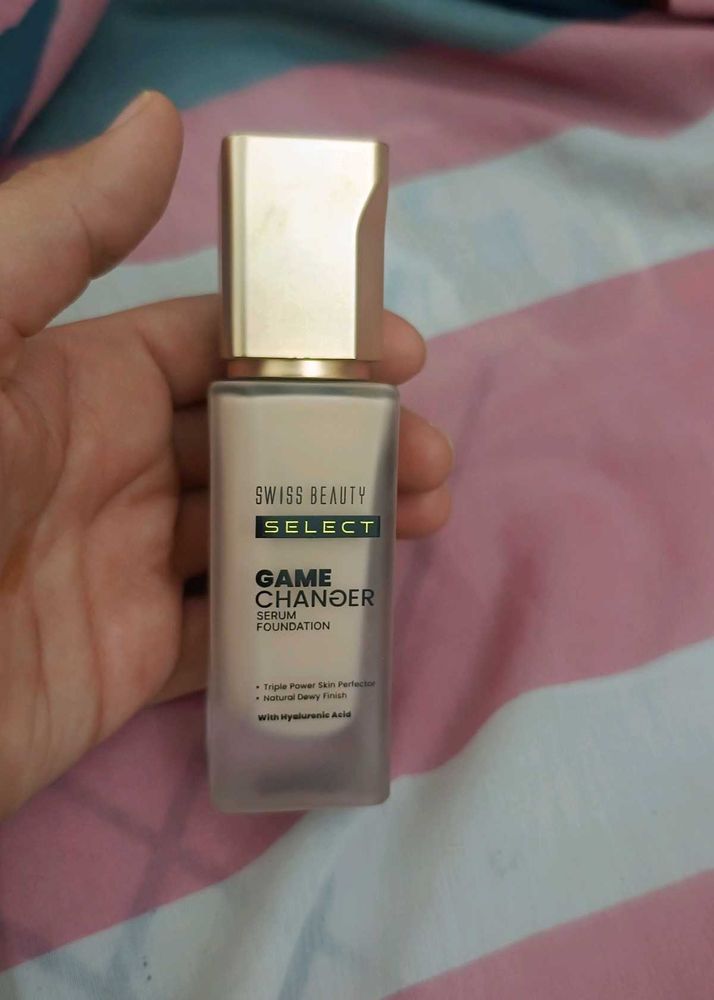 SWISS BEAUTY
SELECT
GAME
CHANGER
SERUM
FOUNDATION
• Triple Power Skin Perfector
• Natural Dewy Finish
With Hyaluronic Acid